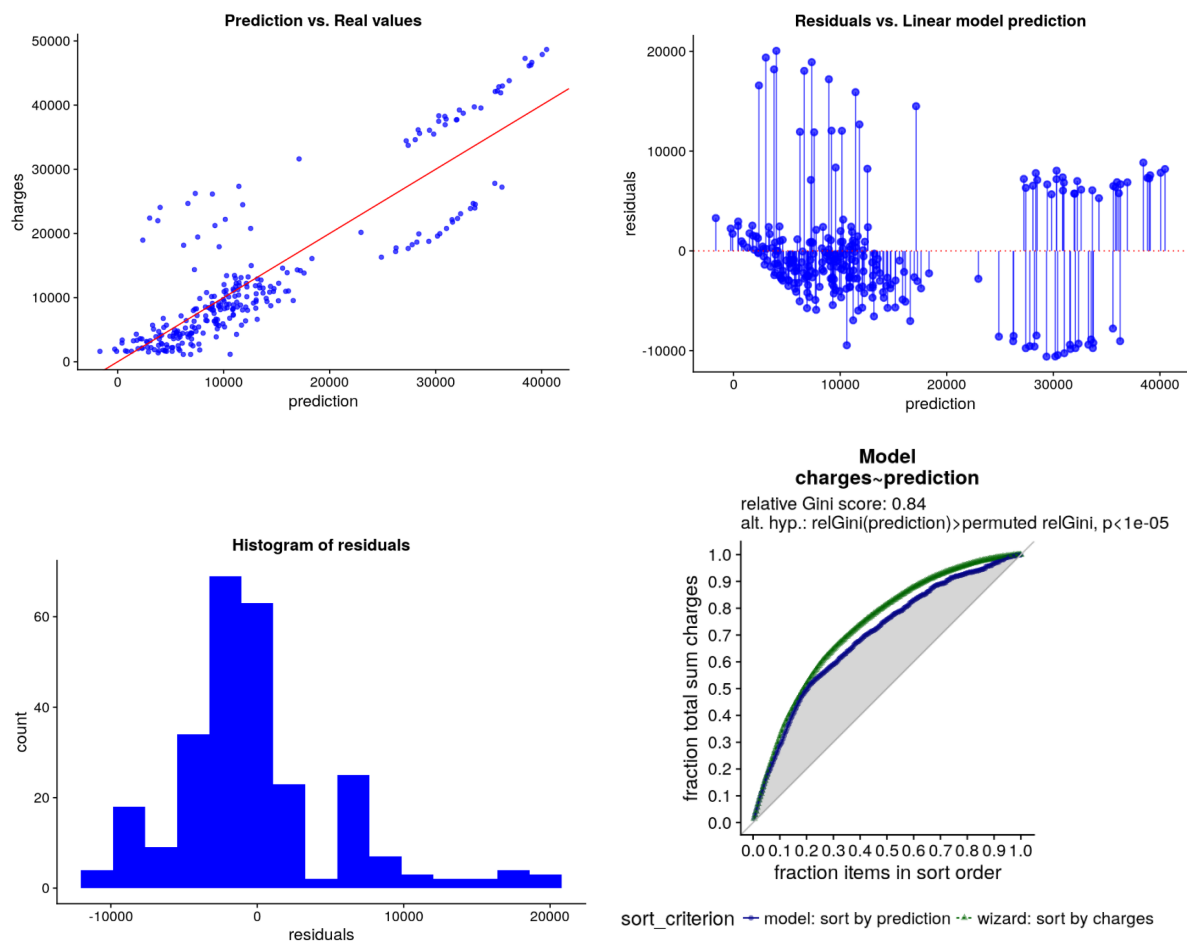 Prediction vs. Real values
50000
40000
30000
20000
10000
0
charges
0 10000 20000 30000 40000
prediction
Residuals vs. Linear model prediction
20000
10000
0
-10000
residuals
0 10000 20000 30000 40000
prediction
Histogram of residuals
60
40
20
0
count
-10000 0 10000 20000
residuals
Model
charges~prediction
relative Gini score: 0.84
alt. hyp.: relGini(prediction)>permuted relGini, p<1e-05
1.0
0.9
0.8
0.7
0.6
0.5
0.4
0.3
0.2
0.1
0.0
fraction total sum charges
0.0 0.1 0.2 0.3 0.4 0.5 0.6 0.7 0.8 0.9 1.0
fraction items in sort order
sort_criterion model: sort by prediction wizard: sort by charges